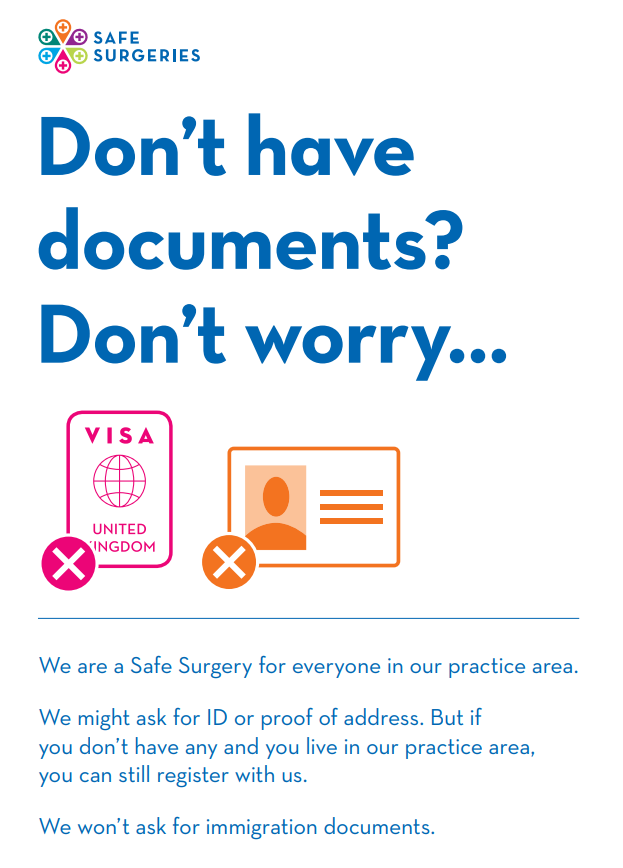 SAFE
SURGERIES
Don't have
documents?
Don't worry...
VISA
UNITED
INGDOM
We are a Safe Surgery for everyone in our practice area.
We might ask for ID or proof of address. But if
you don't have any and you live in our practice area,
you can still register with us.
We won't ask for immigration documents.